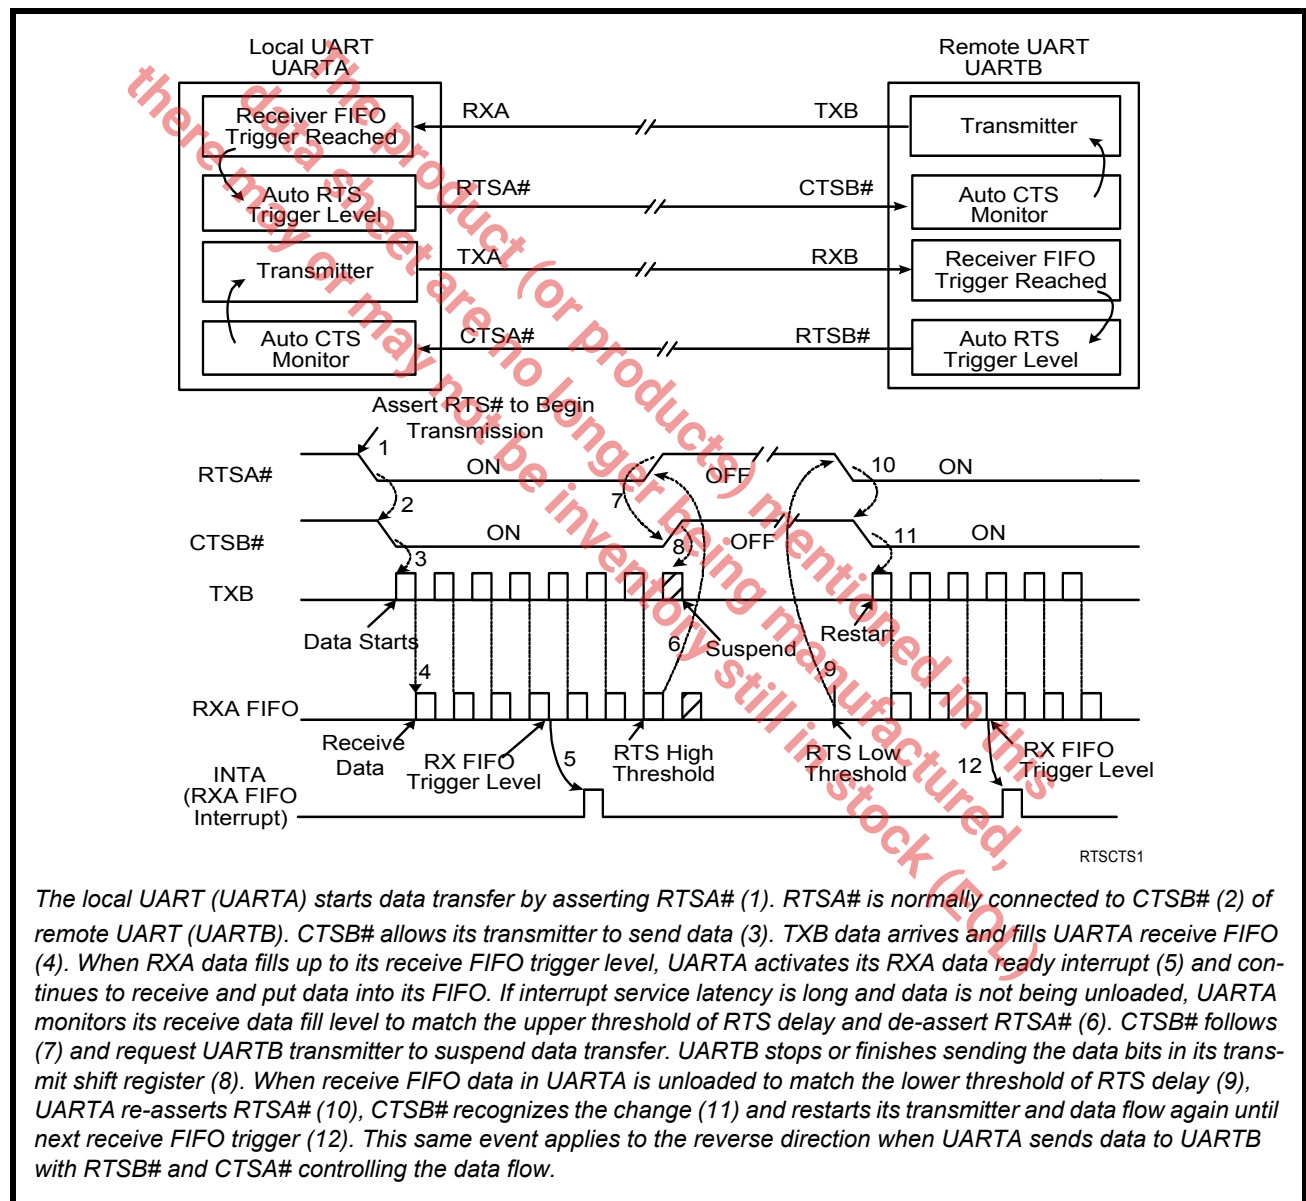 Local UART
UARTA
Remote UART
UARTB
Receiver FIFO
Trigger Reached
RXA
TXB
Transmitter
Auto RTS
Trigger Level
RTSA#
CTSB#
Auto CTS
Monitor
Transmitter
TXA
RXB
Receiver FIFO
Trigger Reached
Auto CTS
Monitor
CTSA#
RTSB#
Auto RTS
Trigger Level
Assert RTS# to Begin
Transmission
1
RTSA#
ON
OFF
10
ON
2
7
CTSB#
ON
8
OFF
11
ON
3
TXB
Data Starts
6
Suspend
Restart
4
9
RXA FIFO
Receive
Data
RX FIFO
Trigger Level
5
RTS High
Threshold
RTS Low
Threshold
12
RX FIFO
Trigger Level
INTA
(RXA FIFO
Interrupt)
RTSCTS1
The product (or products) mentioned in this
data sheet are no longer being manufactured,
there may or may not be inventory still in stock (EOL)
The local UART (UARTA) starts data transfer by asserting RTSA# (1). RTSA# is normally connected to CTSB# (2) of
remote UART (UARTB). CTSB# allows its transmitter to send data (3). TXB data arrives and fills UARTA receive FIFO
(4). When RXA data fills up to its receive FIFO trigger level, UARTA activates its RXA data ready interrupt (5) and con-
tinues to receive and put data into its FIFO. If interrupt service latency is long and data is not being unloaded, UARTA
monitors its receive data fill level to match the upper threshold of RTS delay and de-assert RTSA# (6). CTSB# follows
(7) and request UARTB transmitter to suspend data transfer. UARTB stops or finishes sending the data bits in its trans-
mit shift register (8). When receive FIFO data in UARTA is unloaded to match the lower threshold of RTS delay (9),
UARTA re-asserts RTSA# (10), CTSB# recognizes the change (11) and restarts its transmitter and data flow again until
next receive FIFO trigger (12). This same event applies to the reverse direction when UARTA sends data to UARTB
with RTSB# and CTSA# controlling the data flow.